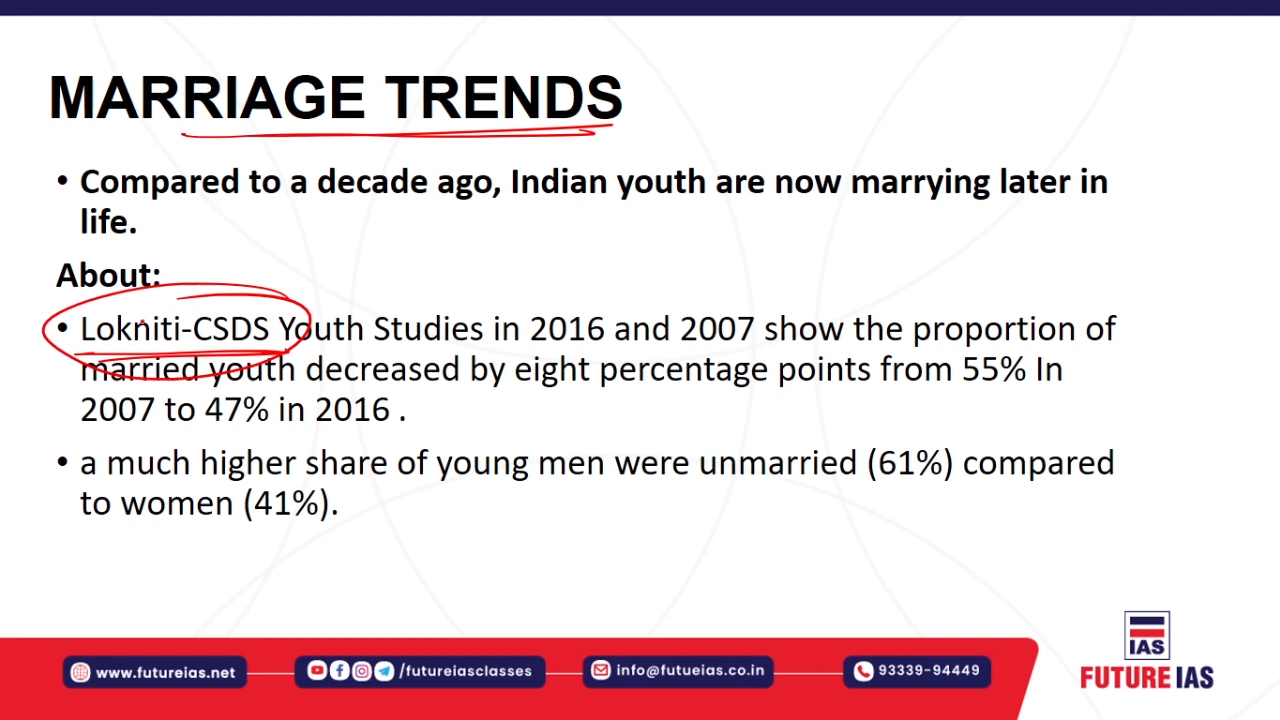 MARRIAGE TRENDS
• Compared to a decade ago, Indian youth are now marrying later in
life.
About:
• Lokniti-CSDS Youth Studies in 2016 and 2007 show the proportion of
married youth decreased by eight percentage points from 55% In
2007 to 47% in 2016 .
• a much higher share of young men were unmarried (61%) compared
to women (41%).
IAS
FUTURE IAS
www.futureias.net
/futureiasclasses
info@futueias.co.in
93339-94449